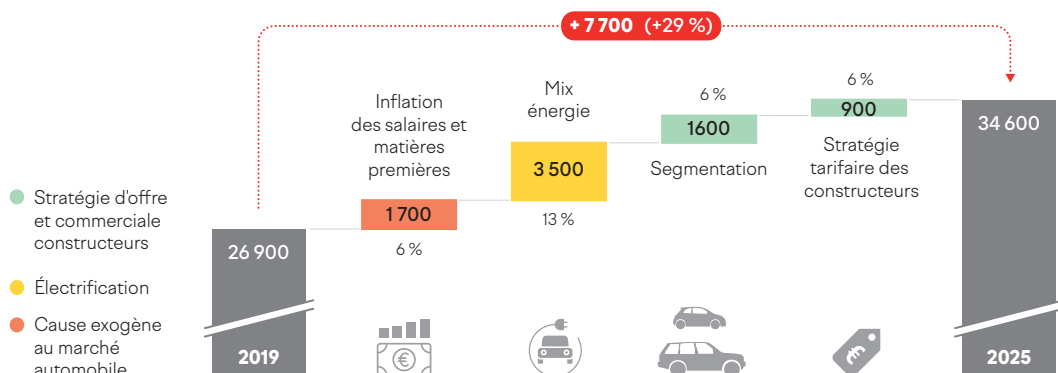 + 7 700 (+29 %)
Inflation
des salaires et
matières
premières
1 700
6 %
Mix
énergie
3 500
13 %
6 %
1600
Segmentation
6 %
900
Stratégie
tarifaire des
constructeurs
34 600
2025
26 900
2019
Stratégie d'offre
et commerciale
constructeurs
Électrification
Cause exogène
au marché
automobile
€